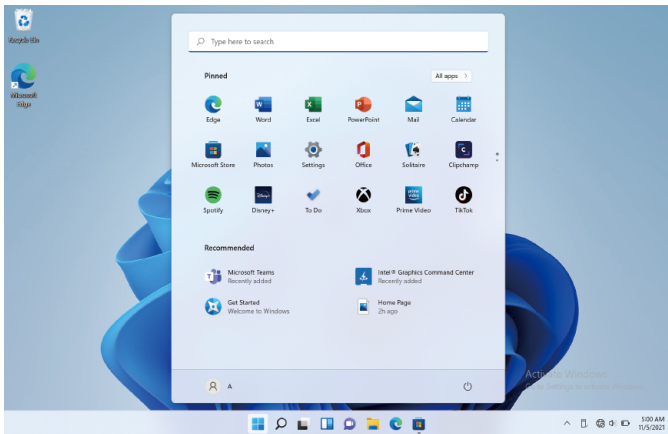 Recycle Bin
Microsoft
Edge
Type here to search
Pinned
All apps >
Edge
Word
Excel
PowerPoint
Mail
Calendar
Microsoft Store
Photos
Settings
Office
Solitaire
Clipchamp
Spotify
Disney+
To Do
Xbox
Prime Video
TikTok
Recommended
Microsoft Teams
Recently added
Intel® Graphics Command Center
Recently added
Get Started
Welcome to Windows
Home Page
2h ago
A
Activate Windows
Go to Settings to activate Windows.
5:00 AM
11/5/2021